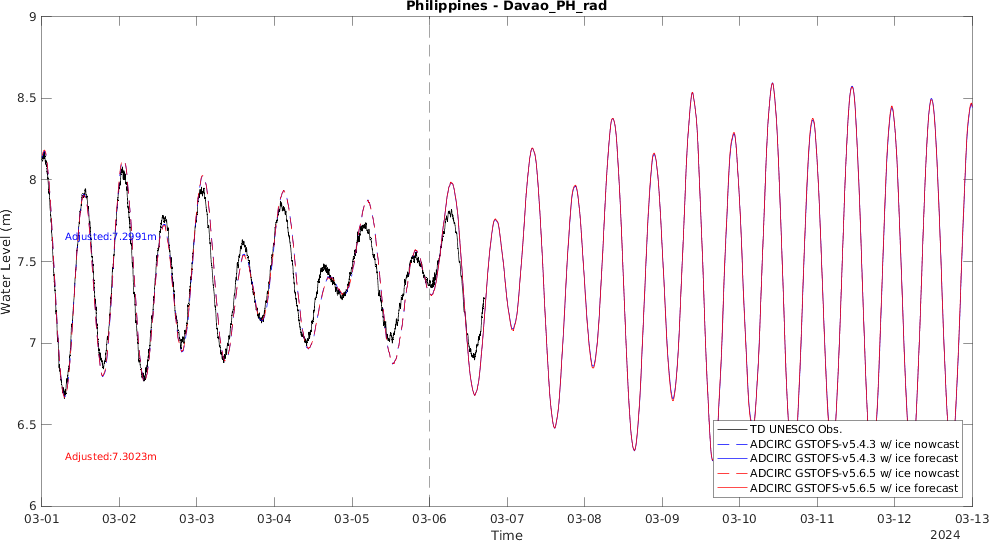 Philippines - Davao_PH_rad
Water Level (m)
9
8.5
8
7.5
7
6.5
6
Adjusted:7.2991m
Adjusted:7.3023m
TD UNESCO Obs.
ADCIRC GSTOFS-v5.4.3 w/ ice nowcast
ADCIRC GSTOFS-v5.4.3 w/ ice forecast
ADCIRC GSTOFS-v5.6.5 w/ ice nowcast
ADCIRC GSTOFS-v5.6.5 w/ ice forecast
03-01 03-02 03-03 03-04 03-05 03-06 03-07 03-08 03-09 03-10 03-11 03-12 03-13
Time
2024